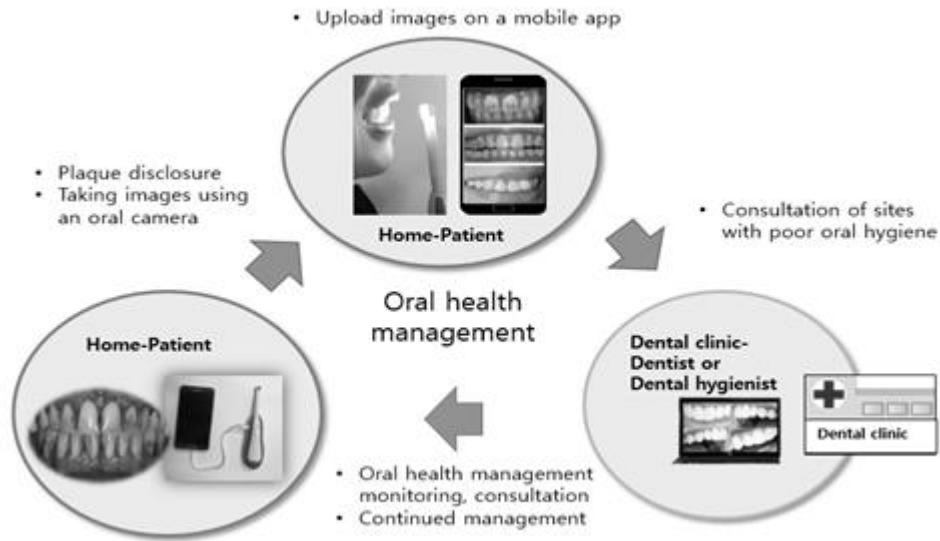 • Upload images on a mobile app
• Plaque disclosure
• Taking images using
an oral camera
Home-Patient
• Consultation of sites
with poor oral hygiene
Oral health
management
Home-Patient
Dental clinic-
Dentist or
Dental hygienist
Dental clinic
• Oral health management
monitoring, consultation
• Continued management